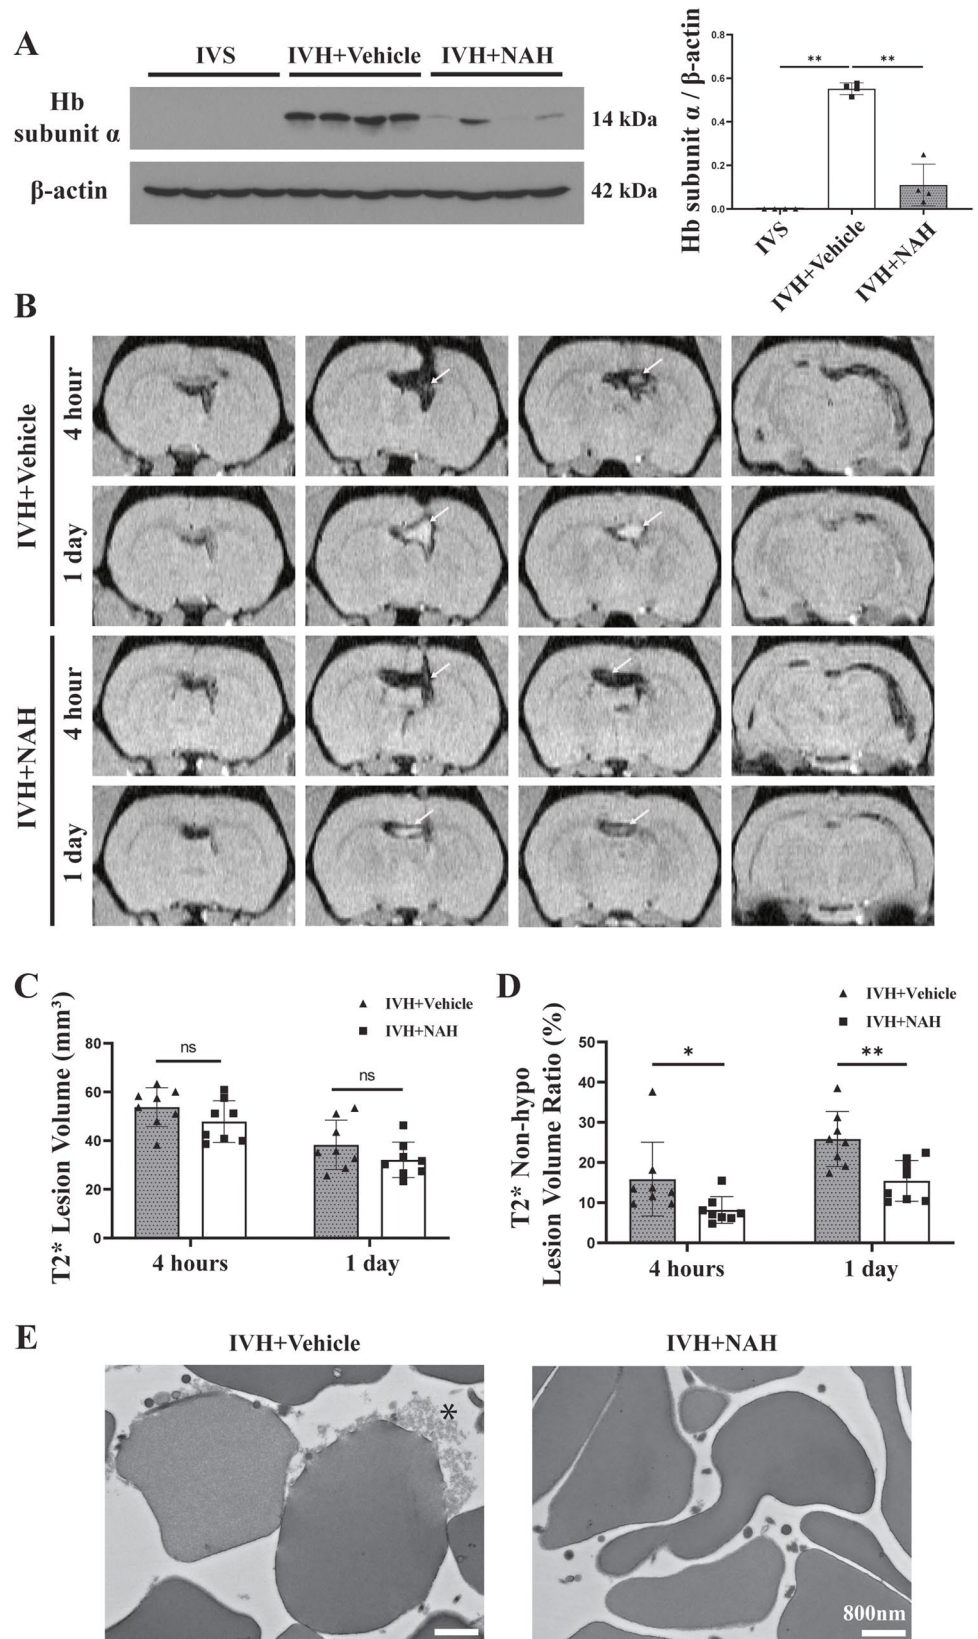 A
IVS IVH+Vehicle IVH+NAH
Hb
subunit α
14 kDa
β-actin
42 kDa
Hb subunit α / β-actin
0.8
0.6
0.4
0.2
0.0
** **
IVS
IVH+Vehicle
IVH+NAH
B
IVH+Vehicle
4 hour
1 day
IVH+NAH
4 hour
1 day
C
T2* Lesion Volume (mm³)
▲ IVH+Vehicle
■ IVH+NAH
80
60
40
20
0
ns
ns
4 hours 1 day
D
T2* Non-hypo
Lesion Volume Ratio (%)
▲ IVH+Vehicle
■ IVH+NAH
50
40
30
20
10
0
*
**
4 hours 1 day
E
IVH+Vehicle IVH+NAH
*
800nm